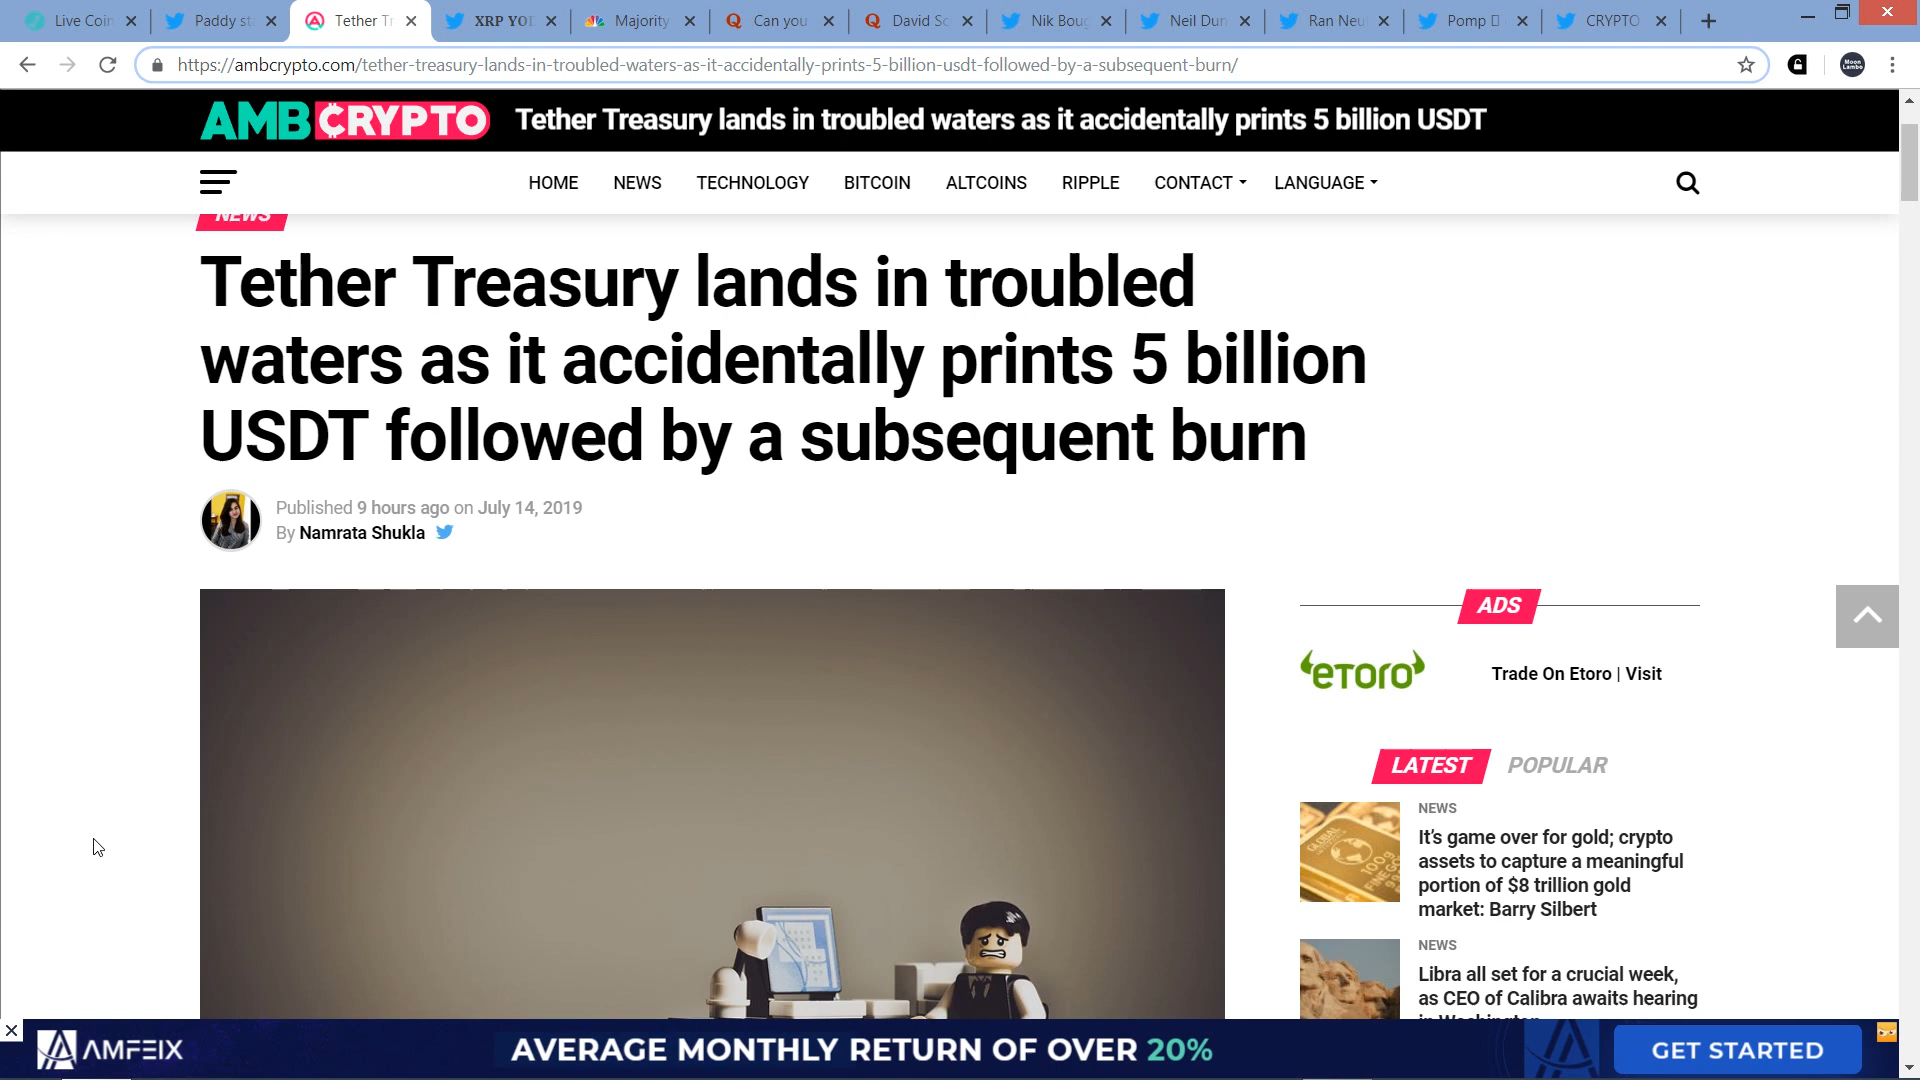 Live Coin
Paddy sta
Tether Tr
XRP YOD
Majority
Can you
David Sc
Nik Boug
Neil Dun
Ran Neu
Pomp
CRYPTO
https://ambcrypto.com/tether-treasury-lands-in-troubled-waters-as-it-accidentally-prints-5-billion-usdt-followed-by-a-subsequent-burn/
Moon
Lambo
AMBCRYPTO
Tether Treasury lands in troubled waters as it accidentally prints 5 billion USDT
HOME NEWS TECHNOLOGY BITCOIN ALTCOINS RIPPLE CONTACT LANGUAGE
NEWS
Tether Treasury lands in troubled
waters as it accidentally prints 5 billion
USDT followed by a subsequent burn
Published 9 hours ago on July 14, 2019
By Namrata Shukla
ADS
etoro
Trade On Etoro | Visit
LATEST POPULAR
NEWS
It's game over for gold; crypto
assets to capture a meaningful
portion of $8 trillion gold
market: Barry Silbert
NEWS
Libra all set for a crucial week,
as CEO of Calibra awaits hearing
in Washington
AMFEIX
AVERAGE MONTHLY RETURN OF OVER 20%
GET STARTED